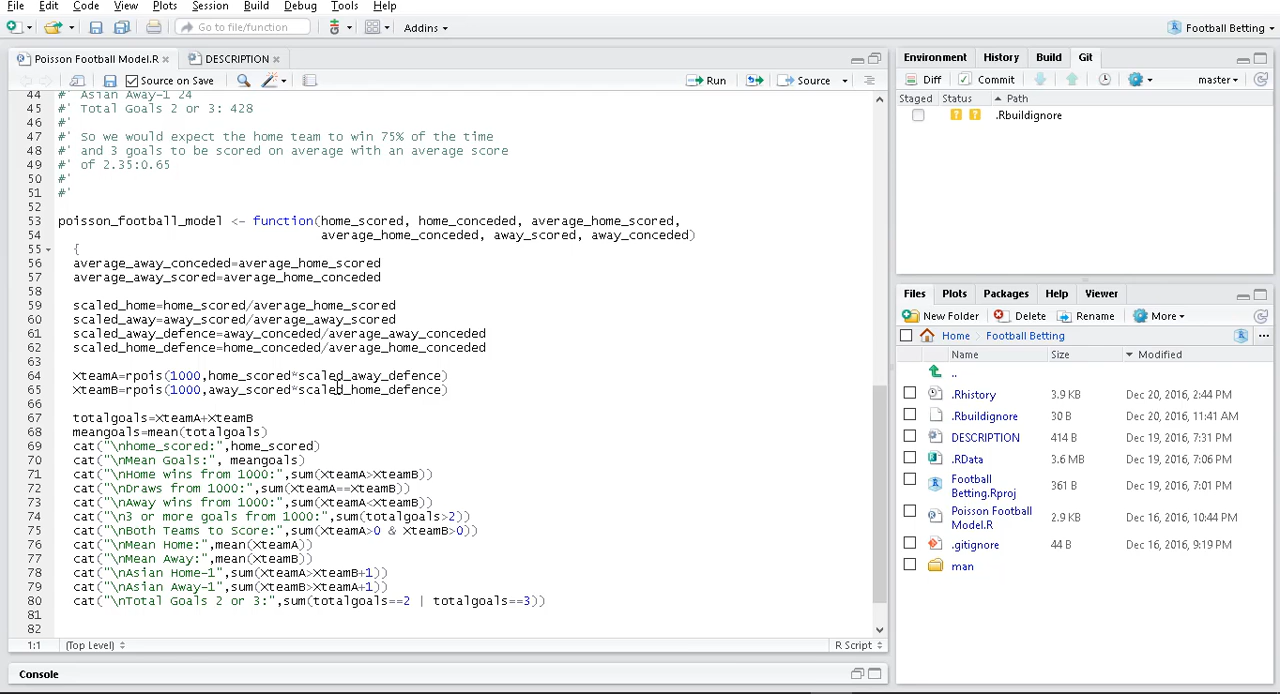 File Edit Code View Plots Session Build Debug Tools Help
Go to file/function Addins Football Betting
Poisson Football Model.R DESCRIPTION
Source on Save Run Source
44 #' Asian Away-1 24
45 #' Total Goals 2 or 3: 438
46 #'
47 #' So we would expect the home team to win 75% of the time
48 #' and 3 goals to be scored on average with an average score
49 #' of 2.35:0.65
50 #'
51 #'
52
53 poisson_football_model <- function(home_scored, home_conceded, average_home_scored,
54 average_home_conceded, away_scored, away_conceded)
55 {
56 average_away_conceded=average_home_scored
57 average_away_scored=average_home_conceded
58
59 scaled_home=home_scored/average_home_scored
60 scaled_away=away_scored/average_away_scored
61 scaled_away_defence=away_conceded/average_away_conceded
62 scaled_home_defence=home_conceded/average_home_conceded
63
64 XteamA=rpois(1000,home_scored*scaled_away_defence)
65 XteamB=rpois(1000,away_scored*scaled_home_defence)
66
67 totalgoals=XteamA+XteamB
68 meangoals=mean(totalgoals)
69 cat("\nhome_scored:",home_scored)
70 cat("\nMean Goals:", meangoals)
71 cat("\nHome wins from 1000:",sum(XteamA>XteamB))
72 cat("\nDraws from 1000:",sum(XteamA==XteamB))
73 cat("\nAway wins from 1000:",sum(XteamA<XteamB))
74 cat("\n3 or more goals from 1000:",sum(totalgoals>2))
75 cat("\nBoth Teams to Score:",sum(XteamA>0 & XteamB>0))
76 cat("\nMean Home:",mean(XteamA))
77 cat("\nMean Away:",mean(XteamB))
78 cat("\nAsian Home-1",sum(XteamA>XteamB+1))
79 cat("\nAsian Away-1",sum(XteamB>XteamA+1))
80 cat("\nTotal Goals 2 or 3:",sum(totalgoals==2 | totalgoals==3))
81
82
1:1 (Top Level) R Script
Console
Environment History Build Git
Diff Commit master
Staged Status Path
.Rbuildignore
Files Plots Packages Help Viewer
New Folder Delete Rename More
Home Football Betting
Name Size Modified
..
.Rhistory 3.9 KB Dec 20, 2016, 2:44 PM
.Rbuildignore 30 B Dec 20, 2016, 11:41 AM
DESCRIPTION 414 B Dec 19, 2016, 7:31 PM
.RData 3.6 MB Dec 19, 2016, 7:06 PM
Football Betting.Rproj 361 B Dec 19, 2016, 7:01 PM
Poisson Football Model.R 2.9 KB Dec 16, 2016, 10:44 PM
.gitignore 44 B Dec 16, 2016, 9:19 PM
man